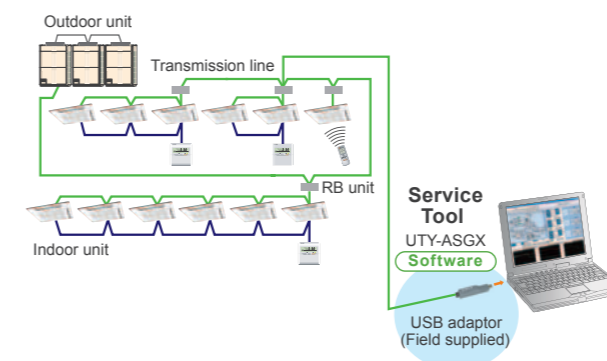 Outdoor unit
Transmission line
RB unit
Indoor unit
Service
Tool
UTY-ASGX
Software
USB adaptor
(Field supplied)